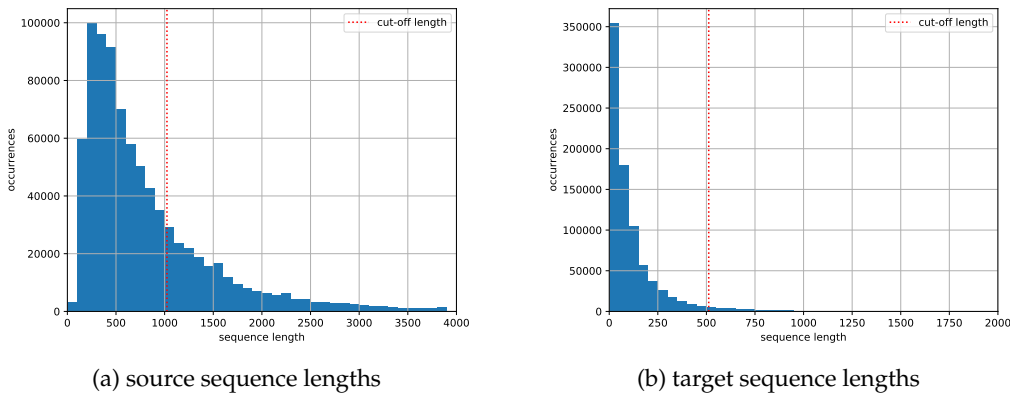 cut-off length
100000
80000
60000
40000
20000
0
occurrences
0 500 1000 1500 2000 2500 3000 3500 4000
sequence length
(a) source sequence lengths
cut-off length
350000
300000
250000
200000
150000
100000
50000
0
occurrences
0 250 500 750 1000 1250 1500 1750 2000
sequence length
(b) target sequence lengths